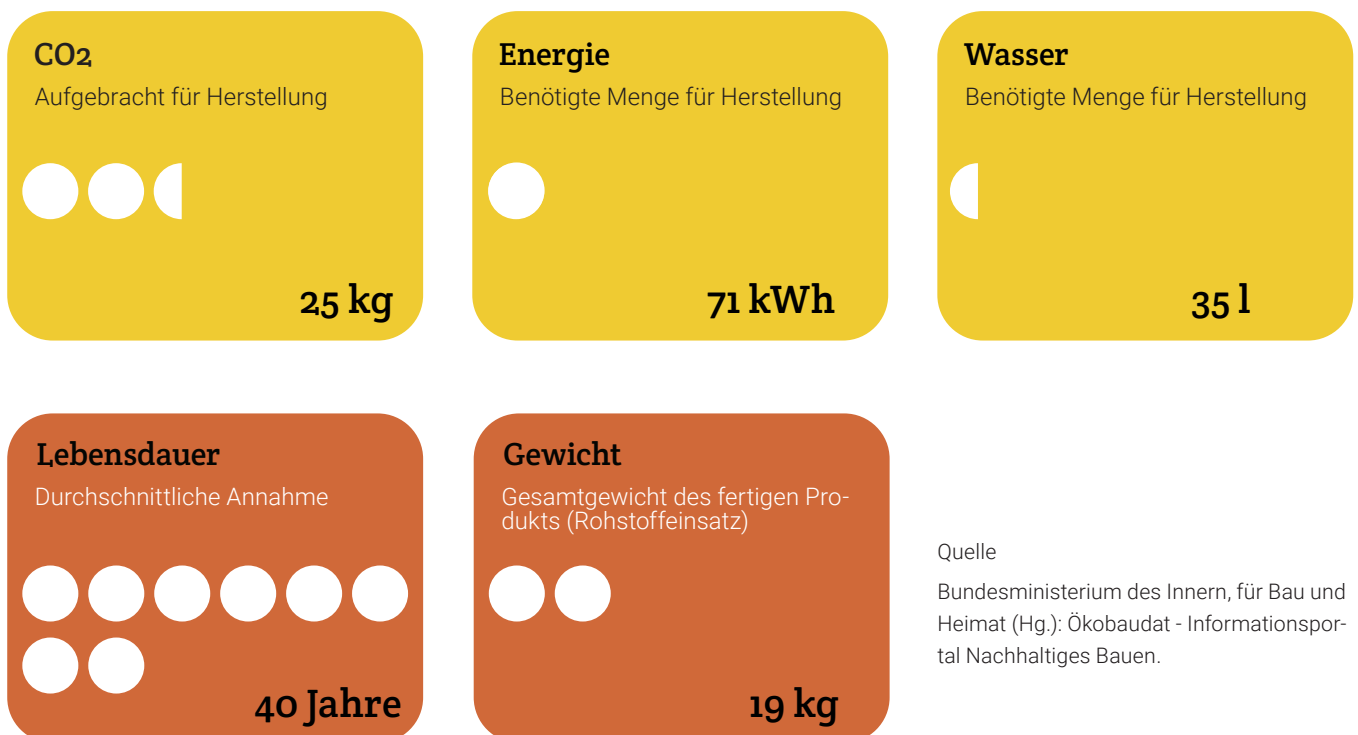 CO2
Aufgebracht für Herstellung
25 kg
Energie
Benötigte Menge für Herstellung
71 kWh
Wasser
Benötigte Menge für Herstellung
35 l
Lebensdauer
Durchschnittliche Annahme
40 Jahre
Gewicht
Gesamtgewicht des fertigen Pro-
dukts (Rohstoffeinsatz)
19 kg
Quelle
Bundesministerium des Innern, für Bau und
Heimat (Hg.): Ökobaudat - Informationspor-
tal Nachhaltiges Bauen.